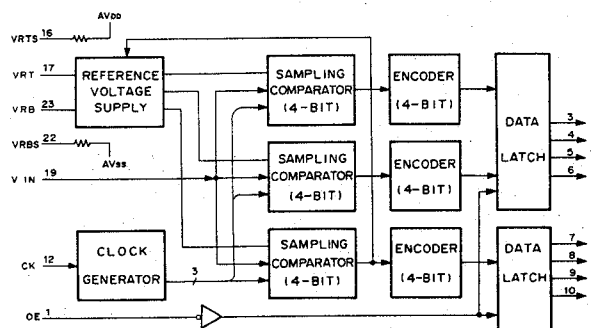 AVDD
VRTS 16
VRT 17
VRB 23
VRBS 22
AVSS
V IN 19
CK 12
OE 1
REFERENCE
VOLTAGE
SUPPLY
CLOCK
GENERATOR
3
SAMPLING
COMPARATOR
(4-BIT)
SAMPLING
COMPARATOR
(4-BIT)
SAMPLING
COMPARATOR
(4-BIT)
ENCODER
(4-BIT)
ENCODER
(4-BIT)
ENCODER
(4-BIT)
DATA
LATCH
3
4
5
6
DATA
LATCH
7
8
9
10